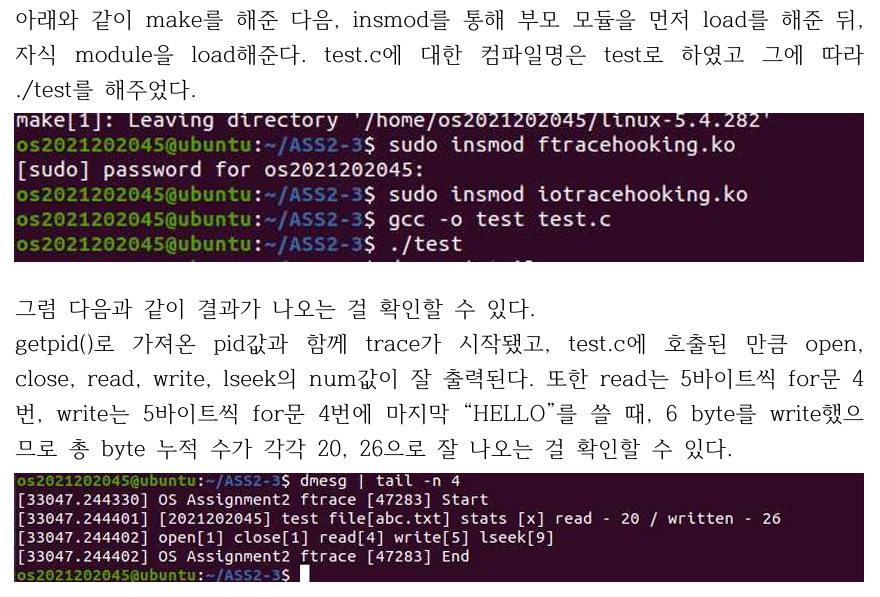 아래와 같이 make를 해준 다음, insmod를 통해 부모 모듈을 먼저 load를 해준 뒤,
자식 module을 load해준다. test.c에 대한 컴파일명은 test로 하였고 그에 따라
./test를 해주었다.
make[1]: Leaving directory '/home/os2021202045/linux-5.4.282'
os2021202045@ubuntu:~/ASS2-3$ sudo insmod ftracehooking.ko
[sudo] password for os2021202045:
os2021202045@ubuntu:~/ASS2-3$ sudo insmod iotracehooking.ko
os2021202045@ubuntu:~/ASS2-3$ gcc -o test test.c
os2021202045@ubuntu:~/ASS2-3$ ./test
그럼 다음과 같이 결과가 나오는 걸 확인할 수 있다.
getpid()로 가져온 pid값과 함께 trace가 시작됐고, test.c에 호출된 만큼 open,
close, read, write, lseek의 num값이 잘 출력된다. 또한 read는 5바이트씩 for문 4
번, write는 5바이트씩 for문 4번에 마지막 “HELLO”를 쓸 때, 6 byte를 write했으
므로 총 byte 누적 수가 각각 20, 26으로 잘 나오는 걸 확인할 수 있다.
os2021202045@ubuntu:~/ASS2-3$ dmesg | tail -n 4
[33047.244330] OS Assignment2 ftrace [47283] Start
[33047.244401] [2021202045] test file[abc.txt] stats [x] read - 20 / written - 26
[33047.244402] open[1] close[1] read[4] write[5] lseek[9]
[33047.244402] OS Assignment2 ftrace [47283] End
os2021202045@ubuntu:~/ASS2-3$